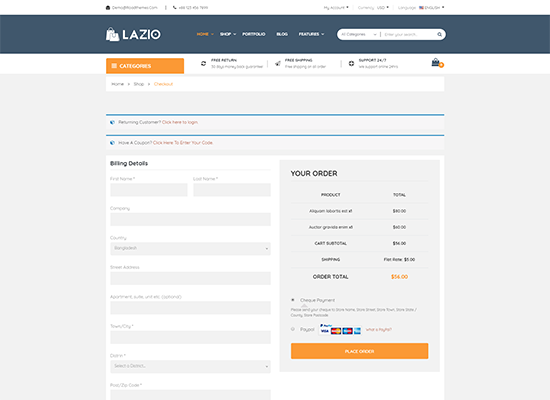 Demo@RoadThemes.Com
+88 123 456 7899
My Account
Currency: USD
Language: ENGLISH
LAZIO
HOME
SHOP
PORTFOLIO
BLOG
FEATURES
All Categories
Enter your search...
CATEGORIES
FREE RETURN
30 days money back guarantee!
FREE SHIPPING
Free shipping on all order
SUPPORT 24/7
We support online 24hrs
Home > Shop > Checkout
Returning Customer? Click here to login
Have A Coupon? Click Here To Enter Your Code
Billing Details
First Name *
Last Name *
Company
Country
Bangladesh
Street Address
Apartment, suite, unit etc. (optional)
Town/City *
District *
Select a District...
Post/Zip Code *
YOUR ORDER
PRODUCT TOTAL
Aliquam lobortis est x1 $80.00
Auctor gravida enim x1 $60.00
CART SUBTOTAL $56.00
SHIPPING Flat Rate: $5.00
ORDER TOTAL $56.00
Cheque Payment
Please send your cheque to Store Name, Store Street, Store Town, Store State /
County, Store Postcode.
Paypal
PayPal
What is PayPal?
PLACE ORDER